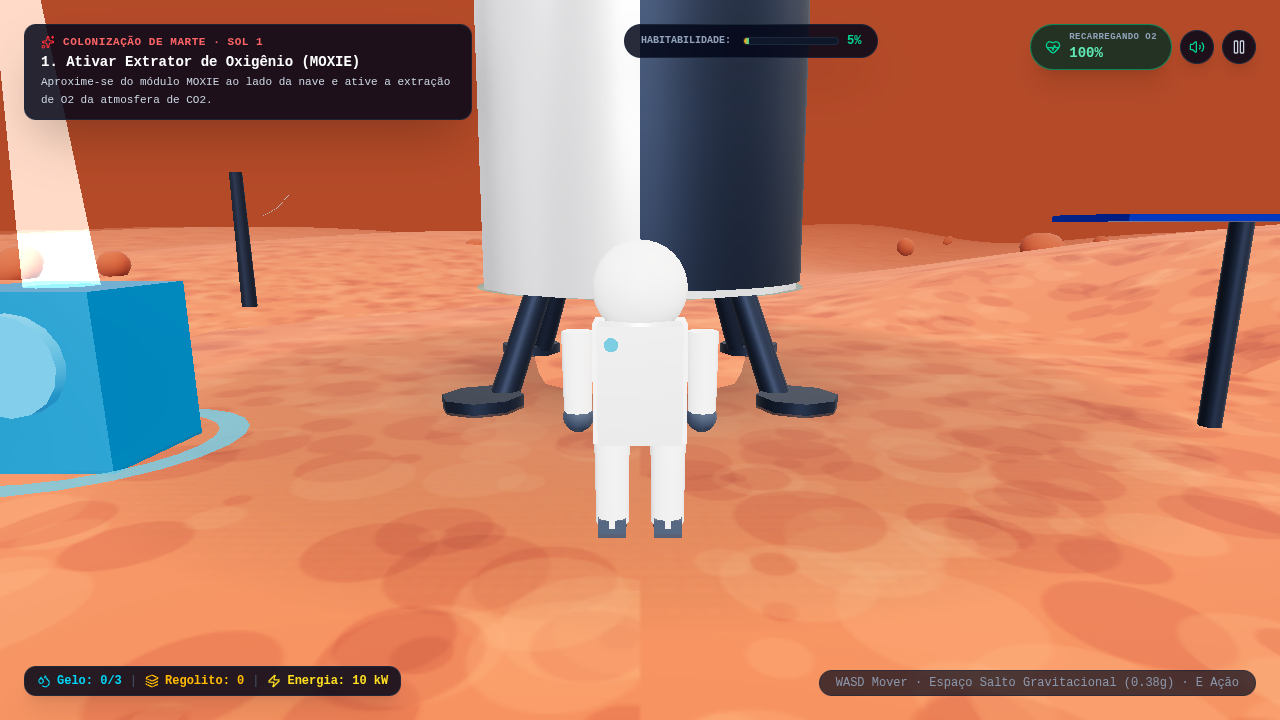 COLONIZAÇÃO DE MARTE · SOL 1
1. Ativar Extrator de Oxigênio (MOXIE)
Aproxime-se do módulo MOXIE ao lado da nave e ative a extração
de O2 da atmosfera de CO2.
HABITABILIDADE: 5%
RECARREGANDO O2
100%
Gelo: 0/3 | Regolito: 0 | Energia: 10 kW
WASD Mover · Espaço Salto Gravitacional (0.38g) · E Ação